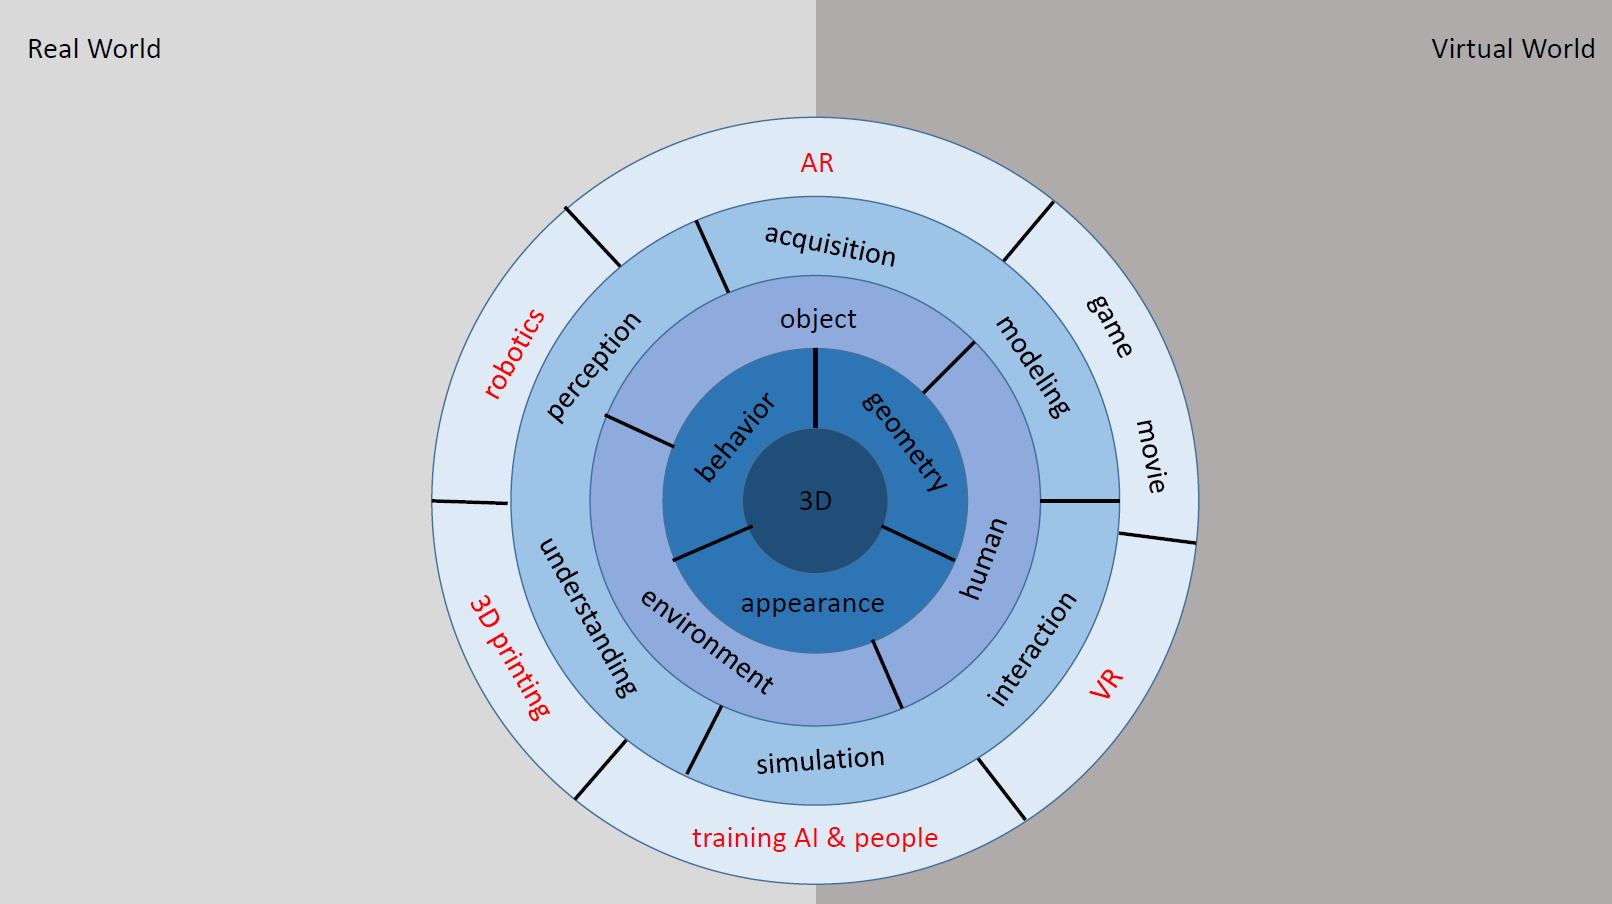 Real World
Virtual World
AR
acquisition
object
game
modeling
robotics
perception
behavior
geometry
movie
3D
human
understanding
environment
appearance
interaction
3D printing
VR
simulation
training AI & people